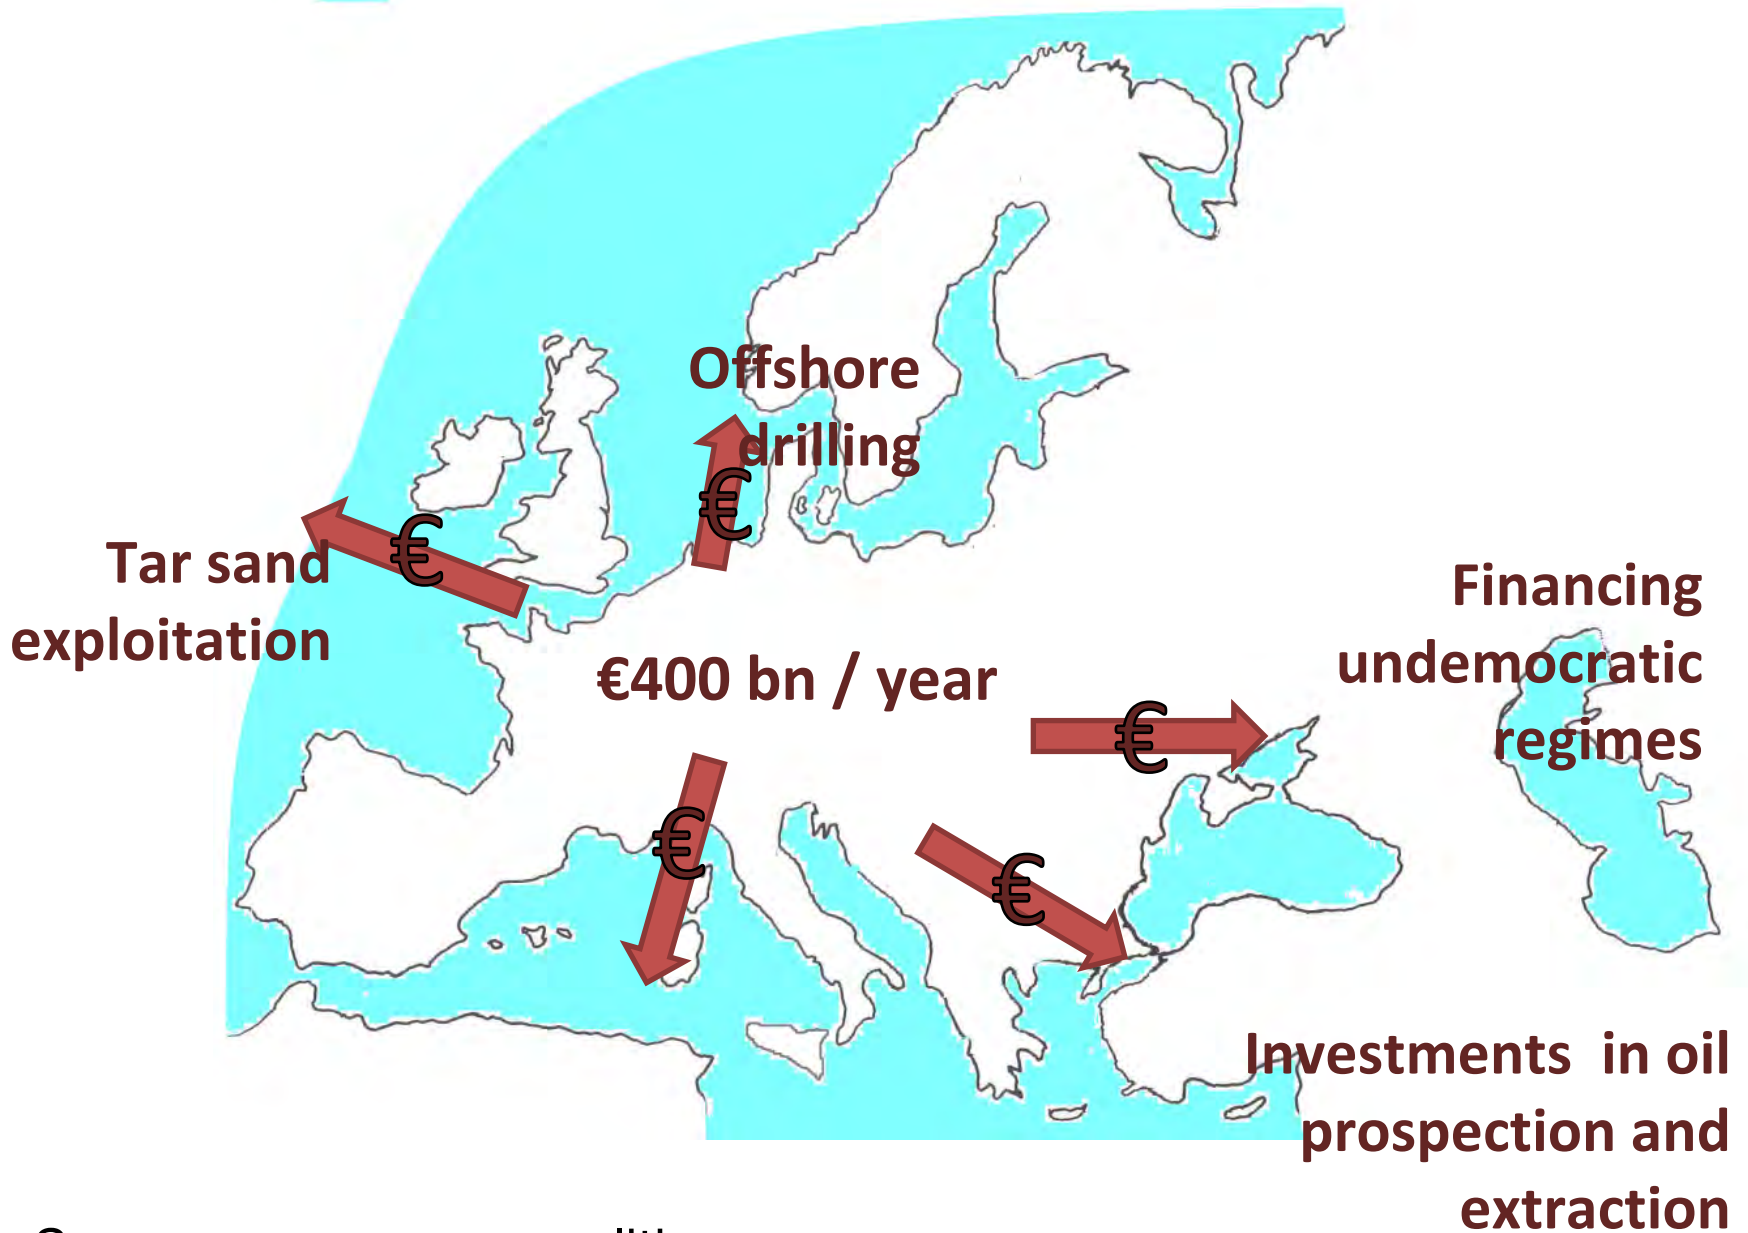 Offshore
drilling
€
€
Tar sand
exploitation
Financing
undemocratic
regimes
€400 bn / year
€
€
€
Investments in oil
prospection and
extraction